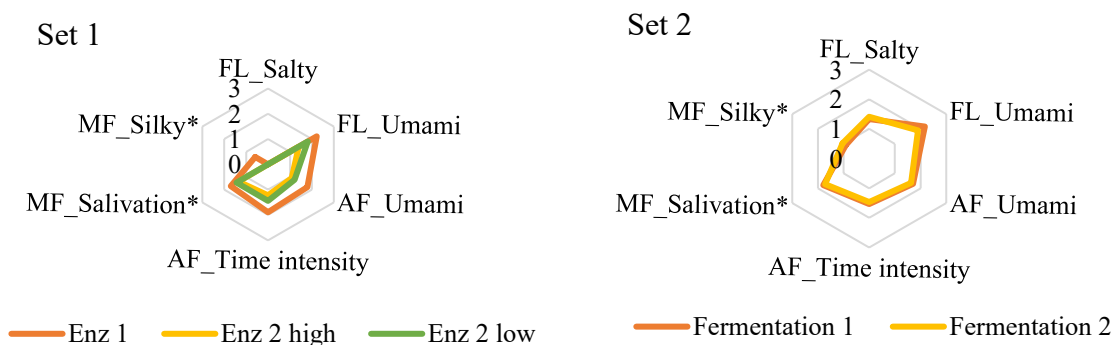 Set 1
FL_Salty
3
2
1
0
MF_Silky*
FL_Umami
MF_Salivation*
AF_Umami
AF_Time intensity
Enz 1
Enz 2 high
Enz 2 low
Set 2
FL_Salty
3
2
1
0
MF_Silky*
FL_Umami
MF_Salivation*
AF_Umami
AF_Time intensity
Fermentation 1
Fermentation 2